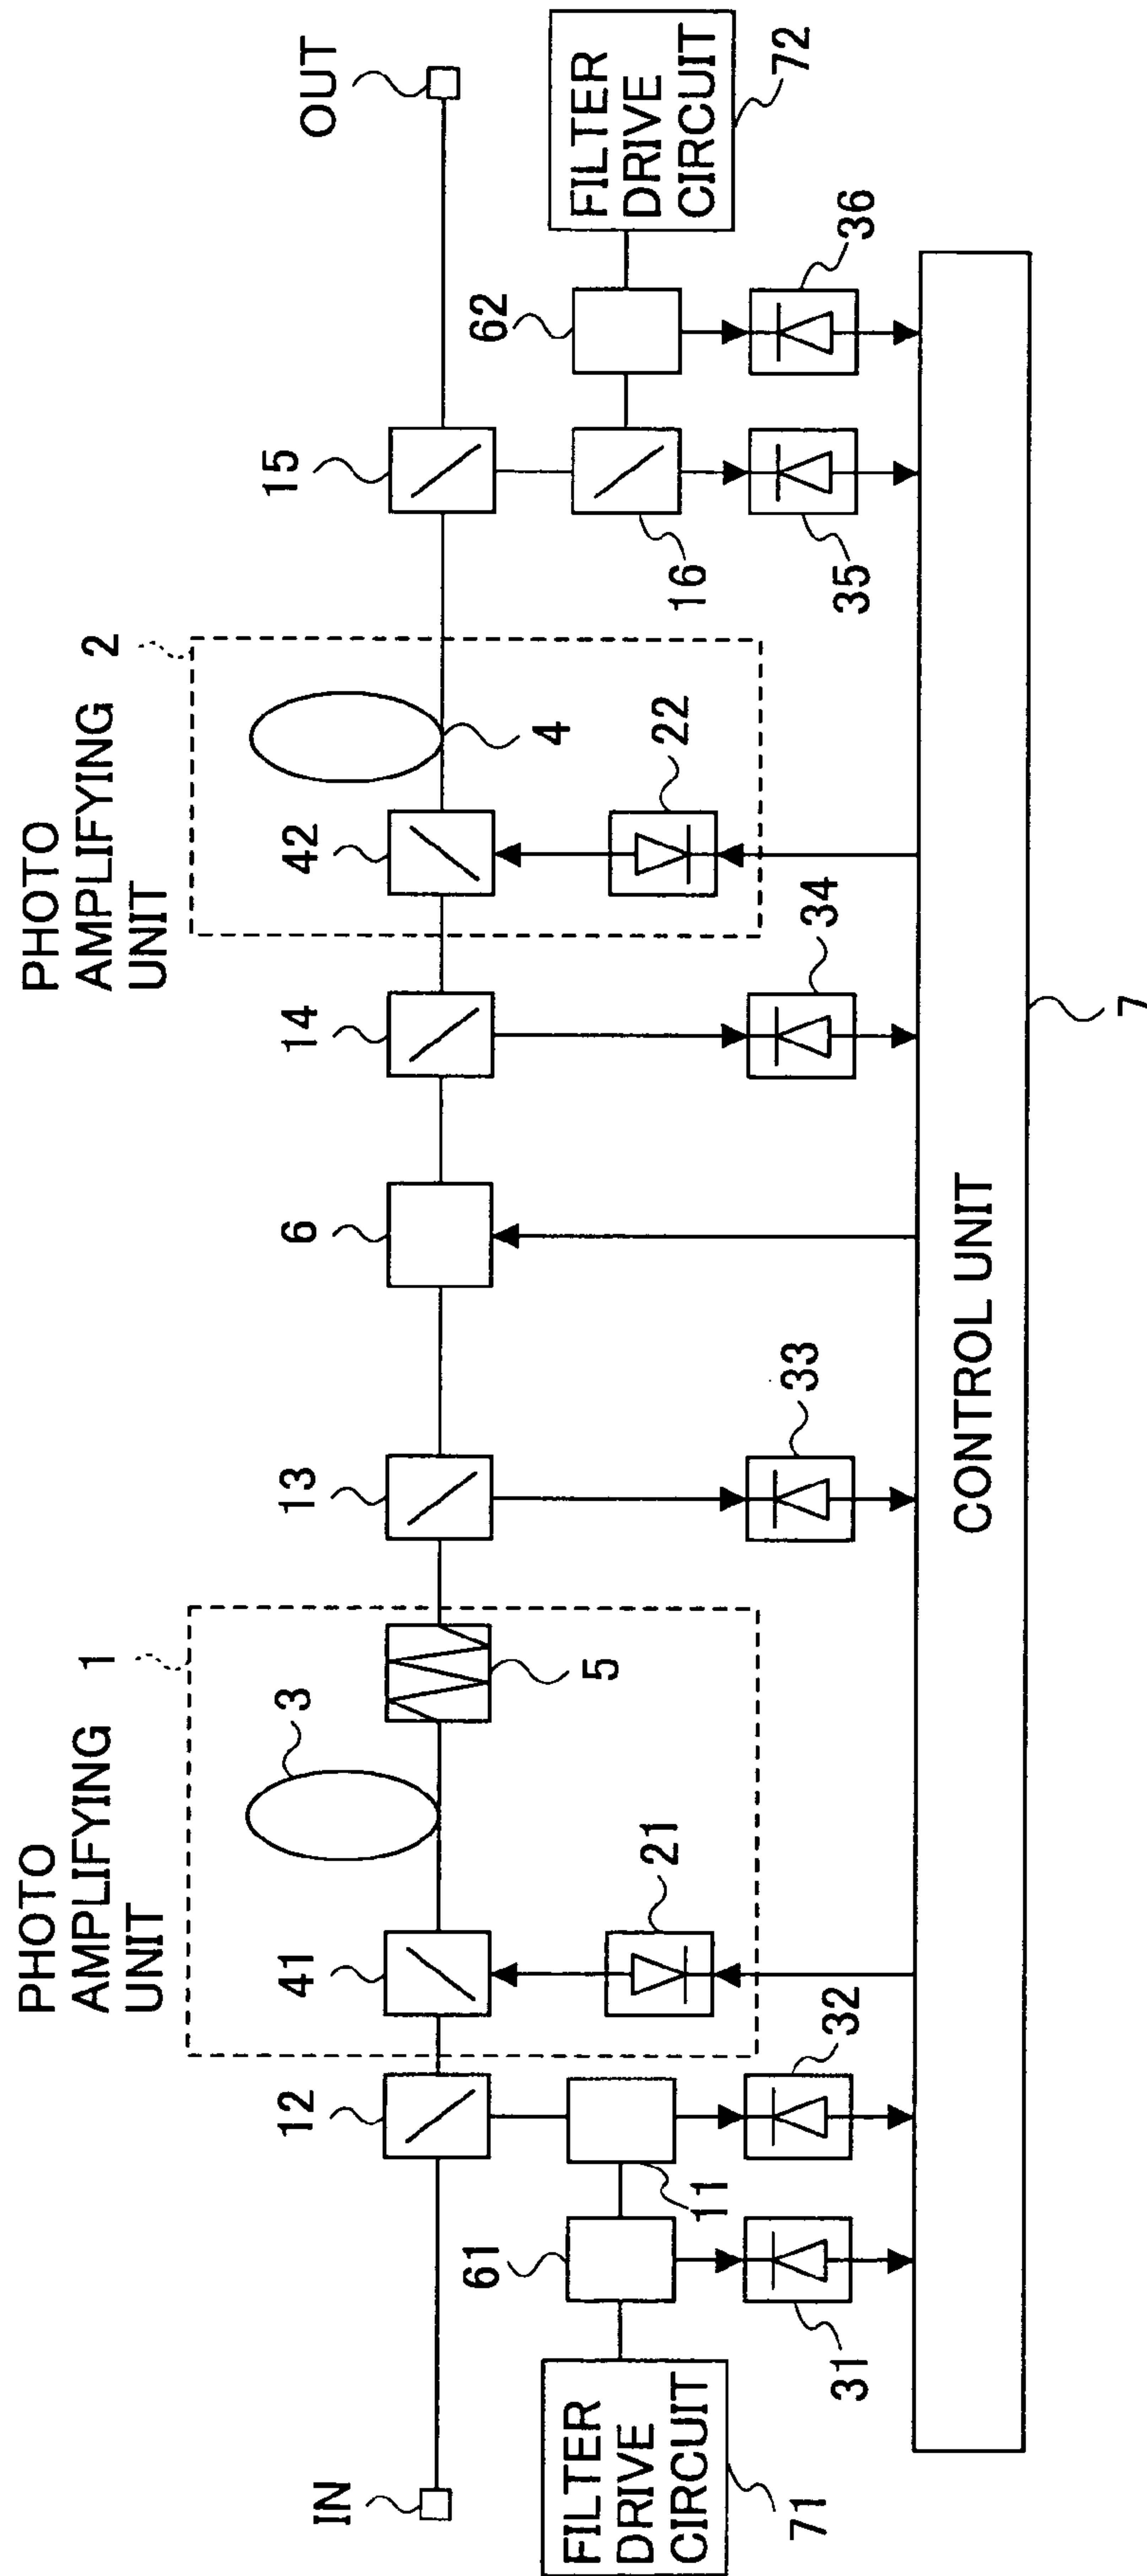 PHOTO
AMPLIFYING 1
UNIT
PHOTO
AMPLIFYING 2
UNIT
IN
12
41
3
5
13
6
14
42
4
15
OUT
61
11
21
22
16
62
FILTER
DRIVE
CIRCUIT
71
31
32
33
34
35
36
FILTER
DRIVE
CIRCUIT
72
CONTROL UNIT
7